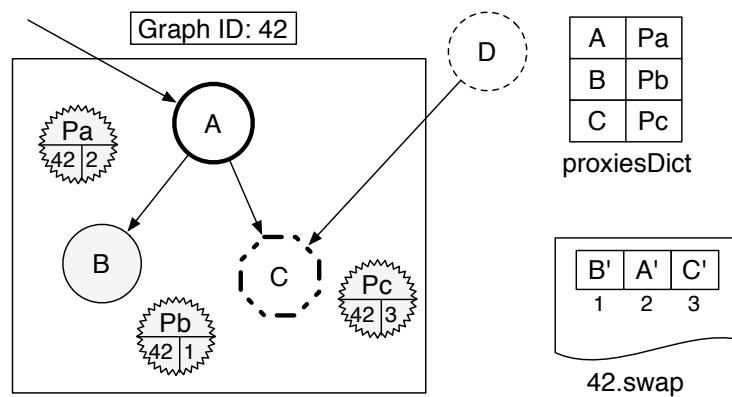 Graph ID: 42
D
A
Pa
42 2
B
C
Pb
42 1
Pc
42 3
A Pa
B Pb
C Pc
proxiesDict
B' A' C'
1 2 3
42.swap